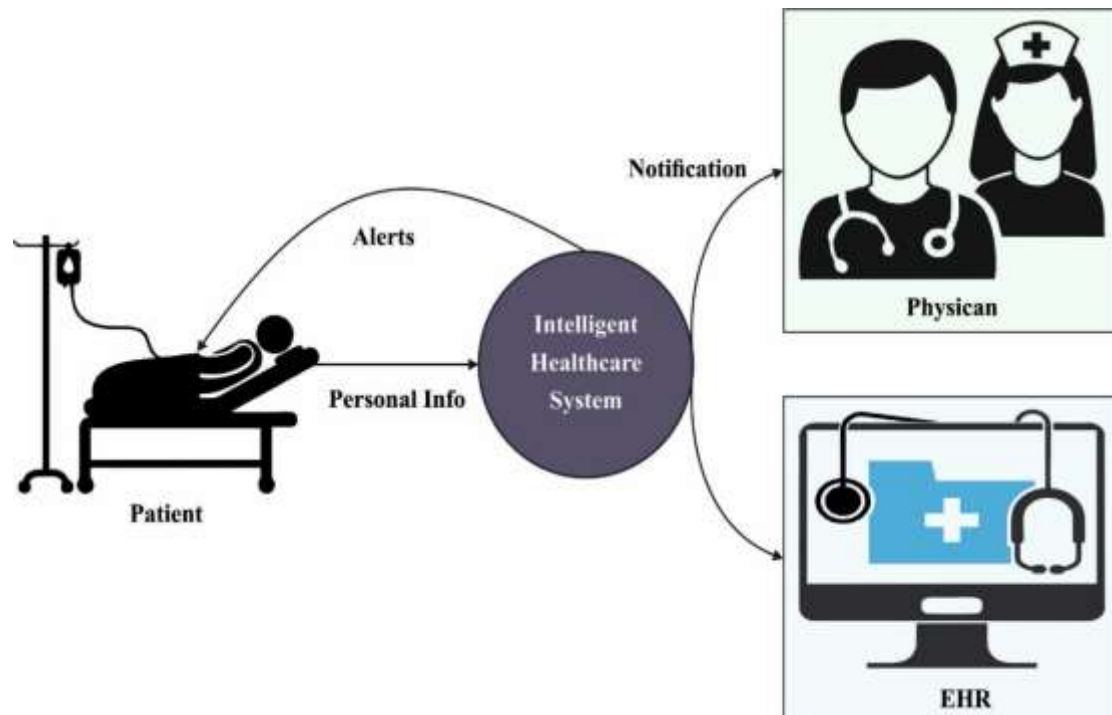 Notification
Alerts
Physican
Intelligent
Healthcare
System
Personal Info
Patient
EHR